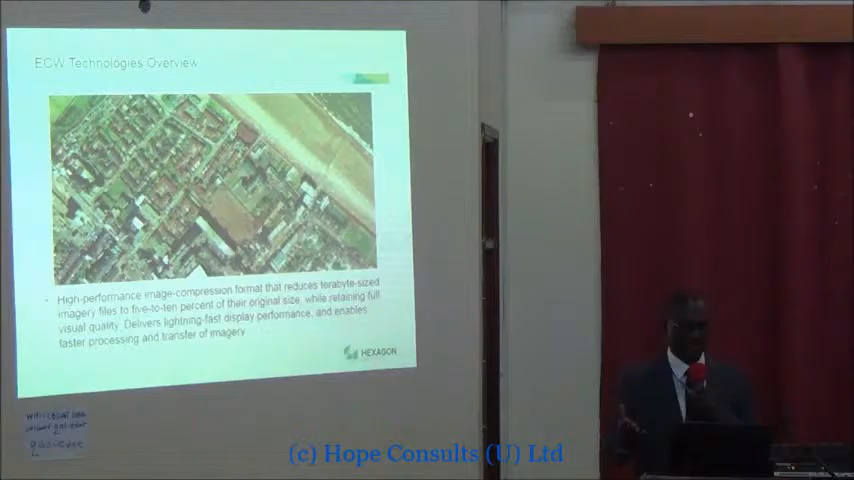 ECW Technologies Overview
High-performance image-compression format that reduces terabyte-sized
imagery files to five-to-ten percent of their original size, while retaining full
visual quality. Delivers lightning-fast display performance, and enables
faster processing and transfer of imagery
HEXAGON
(c) Hope Consults (U) Ltd